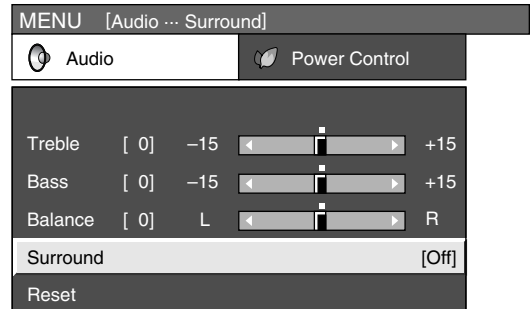 MENU [Audio ··· Surround]
Audio Power Control
Treble [ 0] –15 +15
Bass [ 0] –15 +15
Balance [ 0] L R
Surround [Off]
Reset